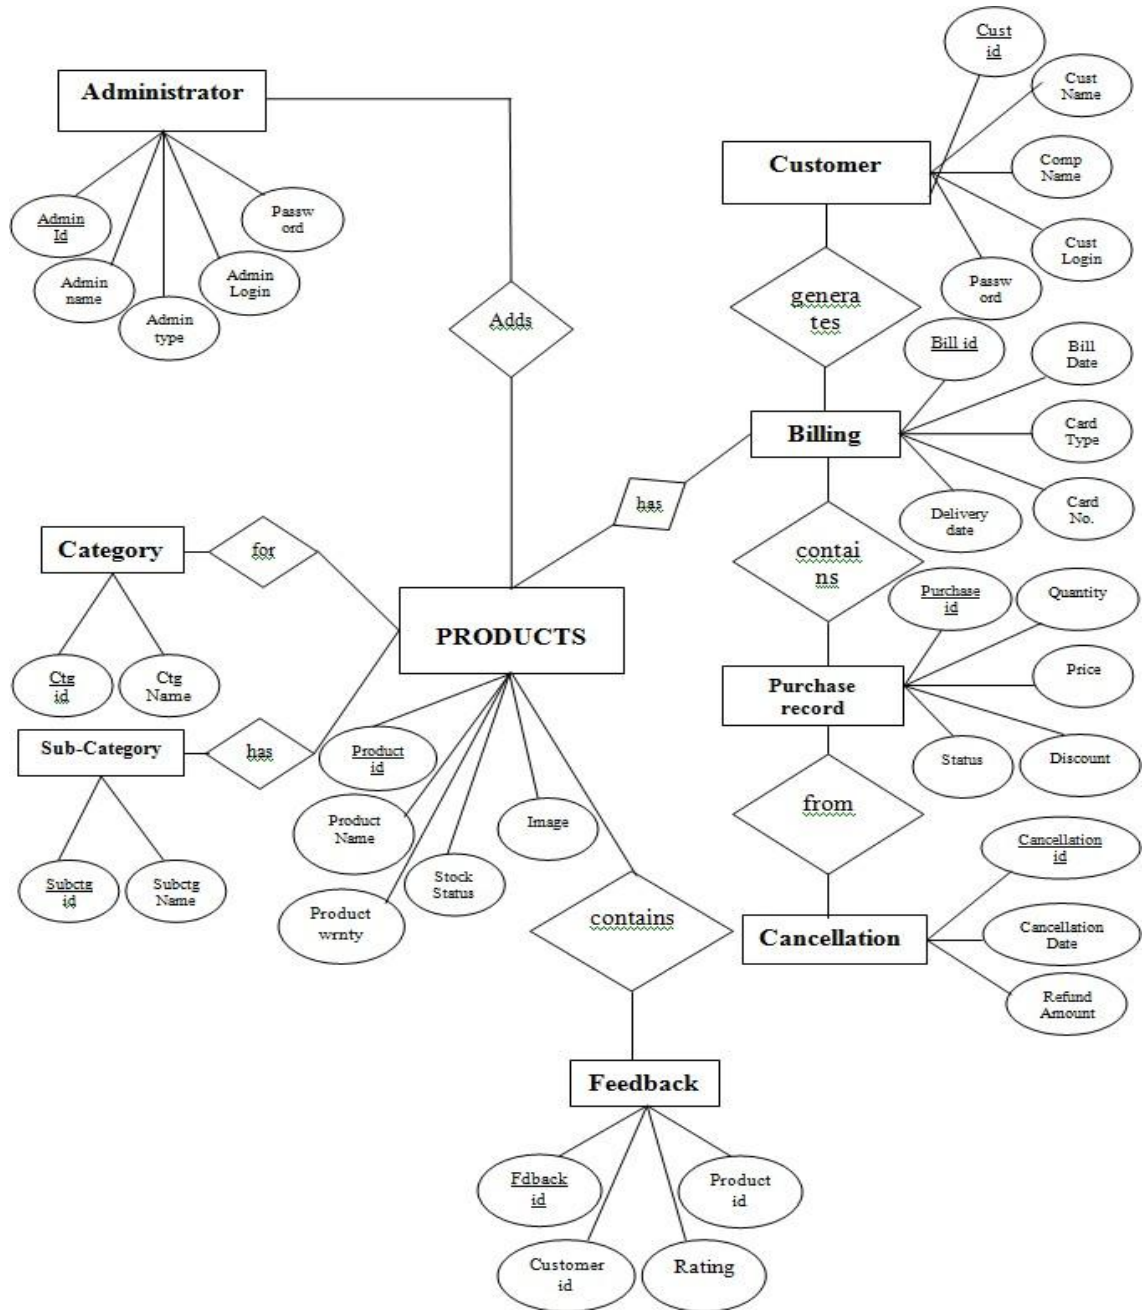 Cust
id
Cust
Name
Administrator
Customer
Comp
Name
Admin
Id
Passw
ord
Admin
name
Admin
Login
Admin
type
Cust
Login
Passw
ord
genera
tes
Adds
Bill id
Bill
Date
Billing
Card
Type
has
Card
No.
Delivery
date
Category
for
contai
ns
Purchase
id
Quantity
PRODUCTS
Ctg
id
Ctg
Name
Purchase
record
Price
Sub-Category
has
Product
id
Status
Discount
Product
Name
Image
from
Cancellation
id
Subctg
id
Subctg
Name
Stock
Status
Product
wrnty
contains
Cancellation
Cancellation
Date
Refund
Amount
Feedback
Fdback
id
Product
id
Customer
id
Rating